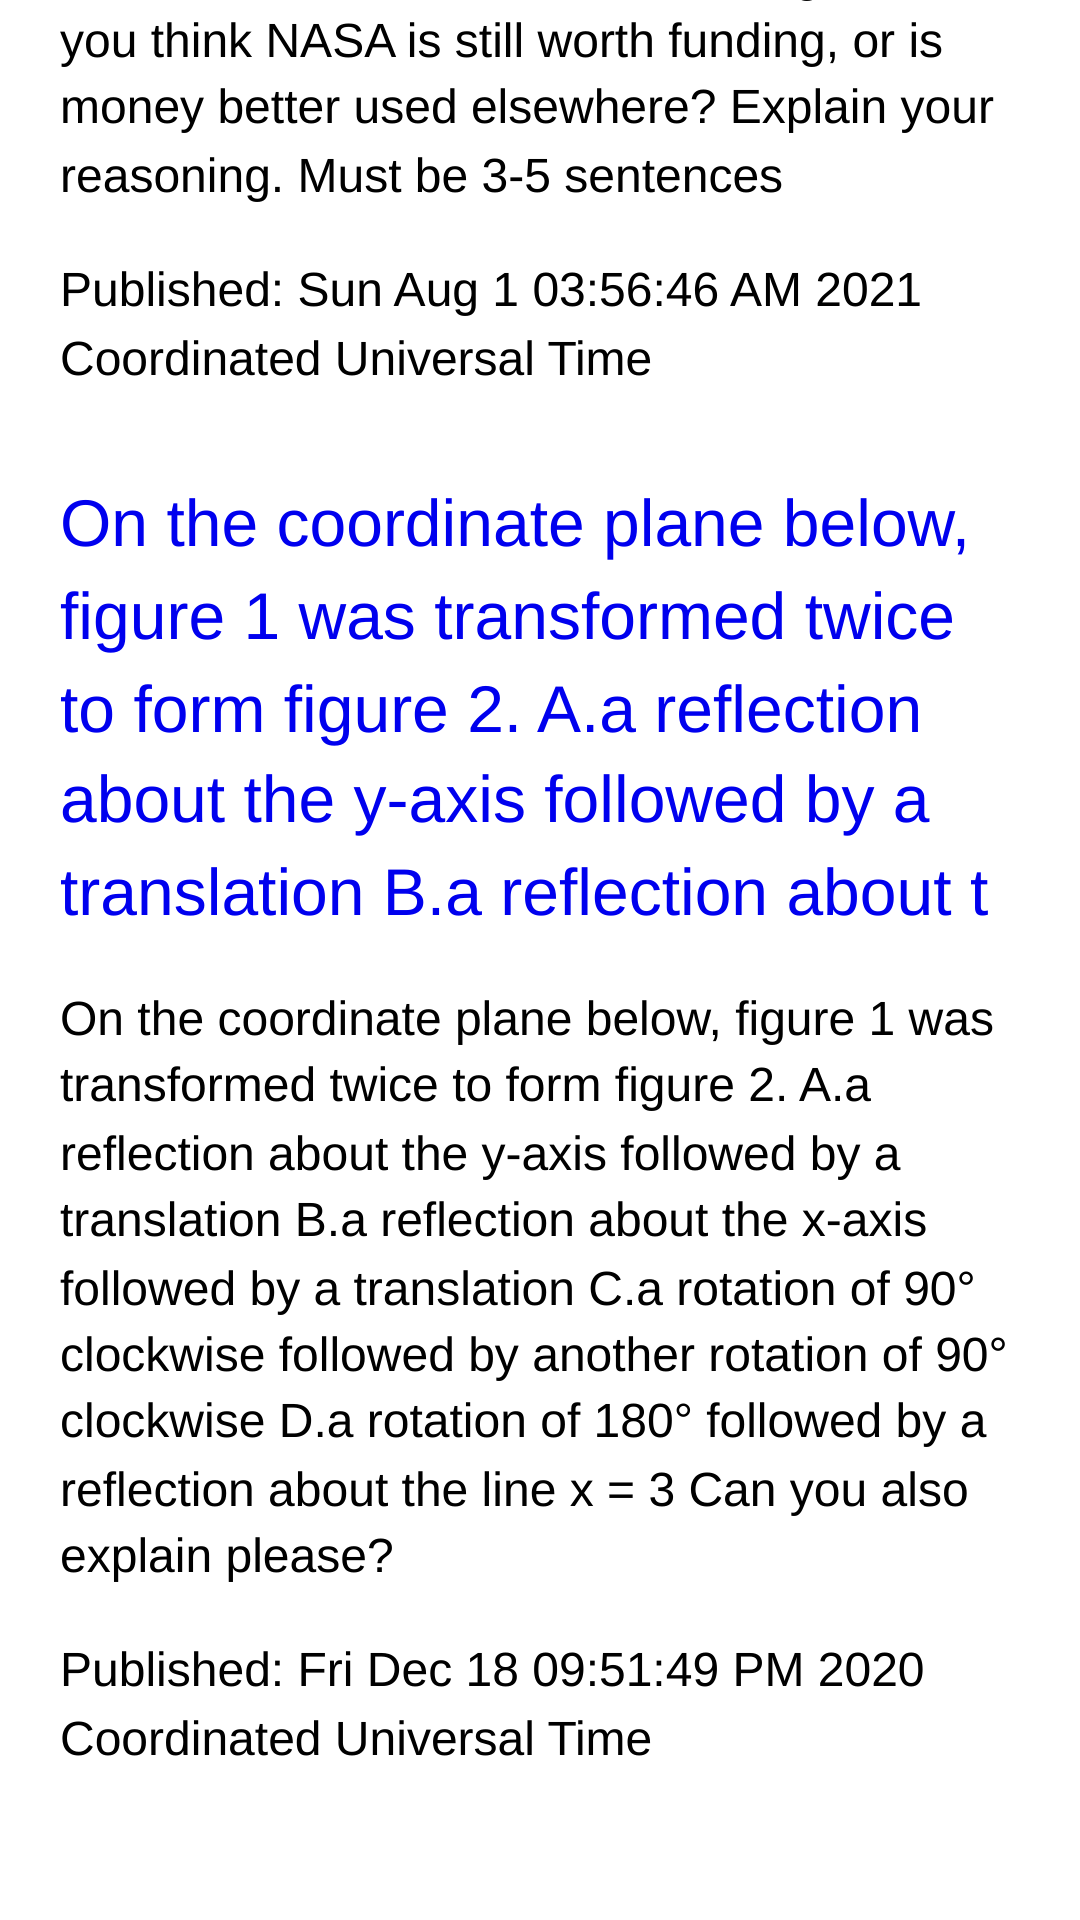 you think NASA is still worth funding, or is
money better used elsewhere? Explain your
reasoning. Must be 3-5 sentences
Published: Sun Aug 1 03:56:46 AM 2021
Coordinated Universal Time
On the coordinate plane below,
figure 1 was transformed twice
to form figure 2. A.a reflection
about the y-axis followed by a
translation B.a reflection about t
On the coordinate plane below, figure 1 was
transformed twice to form figure 2. A.a
reflection about the y-axis followed by a
translation B.a reflection about the x-axis
followed by a translation C.a rotation of 90°
clockwise followed by another rotation of 90°
clockwise D.a rotation of 180° followed by a
reflection about the line x = 3 Can you also
explain please?
Published: Fri Dec 18 09:51:49 PM 2020
Coordinated Universal Time